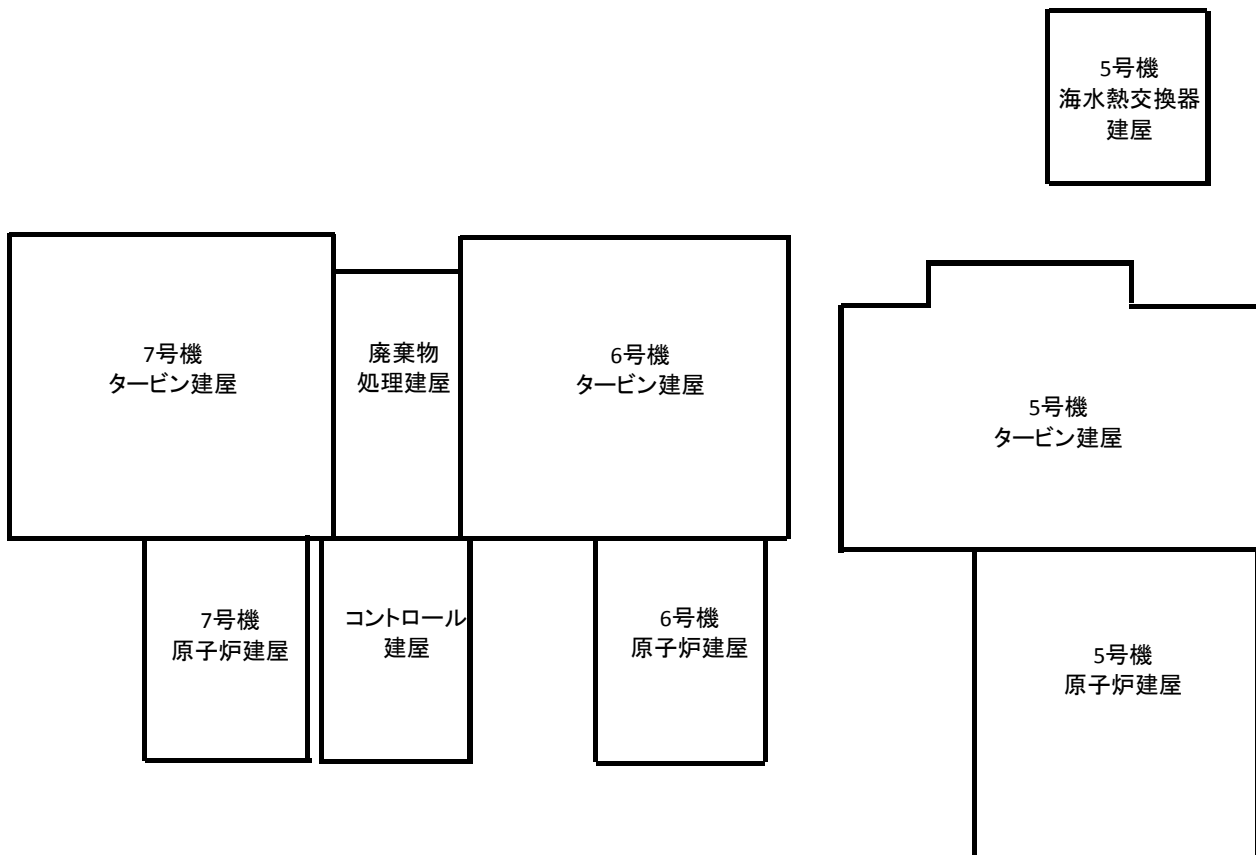 5号機
海水熱交換器
建屋
7号機
タービン建屋
廃棄物
処理建屋
6号機
タービン建屋
5号機
タービン建屋
7号機
原子炉建屋
コントロール
建屋
6号機
原子炉建屋
5号機
原子炉建屋